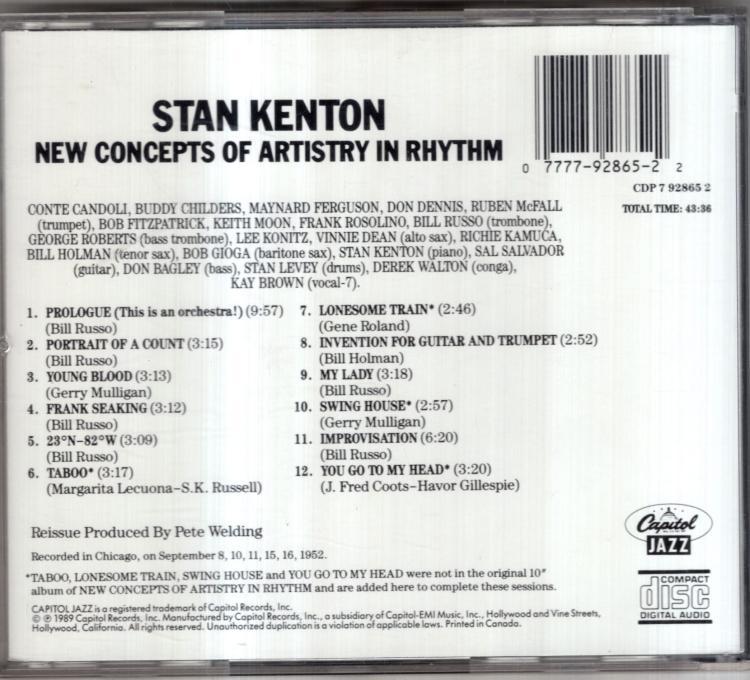 STAN KENTON
NEW CONCEPTS OF ARTISTRY IN RHYTHM
0 7777-92865-2 2
CDP 7 92865 2
TOTAL TIME: 43:36
CONTE CANDOLI, BUDDY CHILDERS, MAYNARD FERGUSON, DON DENNIS, RUBEN McFALL
(trumpet), BOB FITZPATRICK, KEITH MOON, FRANK ROSOLINO, BILL RUSSO (trombone),
GEORGE ROBERTS (bass trombone), LEE KONITZ, VINNIE DEAN (alto sax), RICHIE KAMUCA,
BILL HOLMAN (tenor sax), BOB GIOGA (baritone sax), STAN KENTON (piano), SAL SALVADOR
(guitar), DON BAGLEY (bass), STAN LEVEY (drums), DEREK WALTON (conga),
KAY BROWN (vocal-7).
1. PROLOGUE (This is an orchestra!) (9:57)
(Bill Russo)
2. PORTRAIT OF A COUNT (3:15)
(Bill Russo)
3. YOUNG BLOOD (3:13)
(Gerry Mulligan)
4. FRANK SEAKING (3:12)
(Bill Russo)
5. 23°N–82°W (3:09)
(Bill Russo)
6. TABOO* (3:17)
(Margarita Lecuona–S.K. Russell)
7. LONESOME TRAIN* (2:46)
(Gene Roland)
8. INVENTION FOR GUITAR AND TRUMPET (2:52)
(Bill Holman)
9. MY LADY (3:18)
(Bill Russo)
10. SWING HOUSE* (2:57)
(Gerry Mulligan)
11. IMPROVISATION (6:20)
(Bill Russo)
12. YOU GO TO MY HEAD* (3:20)
(J. Fred Coots–Havor Gillespie)
Reissue Produced By Pete Welding
Recorded in Chicago, on September 8, 10, 11, 15, 16, 1952.
*TABOO, LONESOME TRAIN, SWING HOUSE and YOU GO TO MY HEAD were not in the original 10"
album of NEW CONCEPTS OF ARTISTRY IN RHYTHM and are added here to complete these sessions.
CAPITOL JAZZ is a registered trademark of Capitol Records, Inc.
© ℗ 1989 Capitol Records, Inc. Manufactured by Capitol Records, Inc., a subsidiary of Capitol-EMI Music, Inc., Hollywood and Vine Streets,
Hollywood, California. All rights reserved. Unauthorized duplication is a violation of applicable laws. Printed in Canada.
Capitol
JAZZ
COMPACT
disc
DIGITAL AUDIO